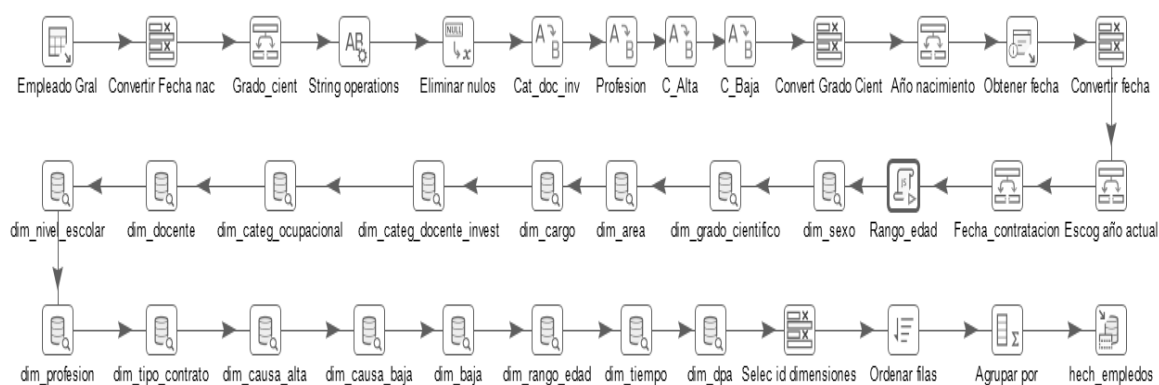 Empleado Gral Convertir Fecha nac Grado_cient String operations Eliminar nulos Cat_doc_inv Profesion C_Alta C_Baja Convert Grado Cient Año nacimiento Obtener fecha Convertir fecha
dim_nivel_escolar dim_docente dim_categ_ocupacional dim_categ_docente_invest dim_cargo dim_area dim_grado_cientifico dim_sexo Rango_edad Fecha_contratacion Escog año actual
dim_profesion dim_tipo_contrato dim_causa_alta dim_causa_baja dim_baja dim_rango_edad dim_tiempo dim_dpa Selec id dimensiones Ordenar filas Agrupar por hech_empledos